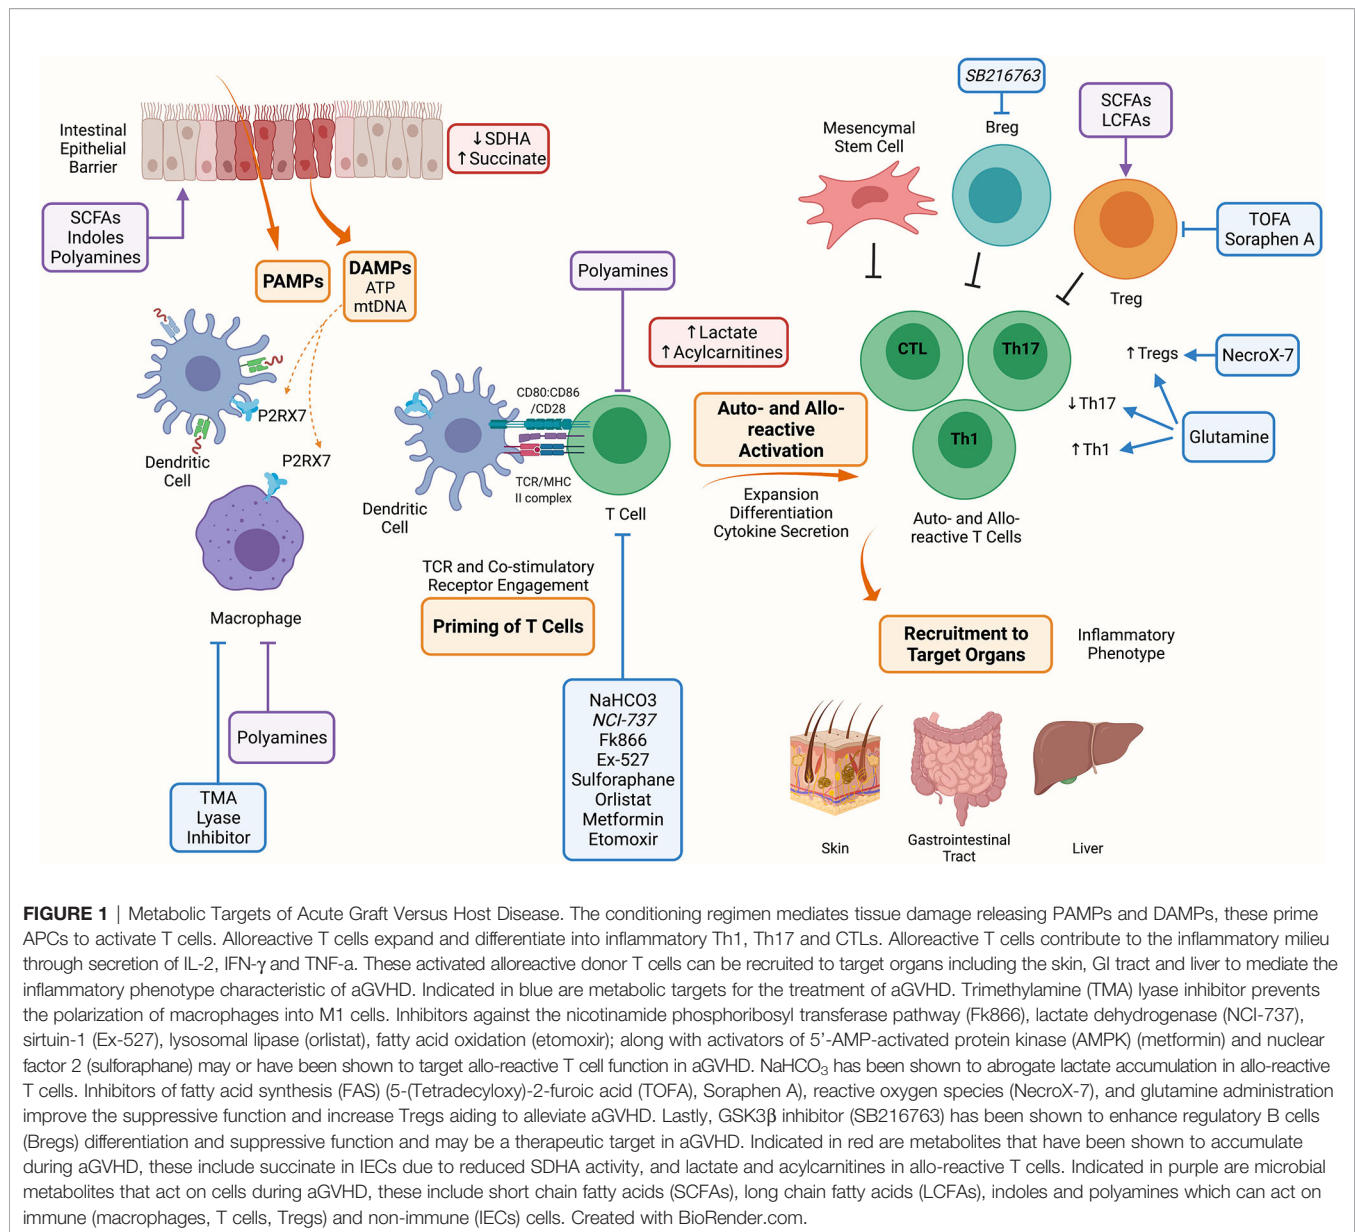 Intestinal
Epithelial
Barrier
↓SDHA
↑Succinate
SCFAs
Indoles
Polyamines
PAMPs
DAMPs
ATP
mtDNA
P2RX7
Dendritic
Cell
P2RX7
Macrophage
Polyamines
TMA
Lyase
Inhibitor
Polyamines
↑Lactate
↑Acylcarnitines
CD80:CD86
/CD28
TCR/MHC
II complex
Dendritic
Cell
T Cell
TCR and Co-stimulatory
Receptor Engagement
Priming of T Cells
NaHCO3
NCI-737
Fk866
Ex-527
Sulforaphane
Orlistat
Metformin
Etomoxir
Auto- and Allo-
reactive
Activation
Expansion
Differentiation
Cytokine Secretion
Mesencymal
Stem Cell
SB216763
Breg
SCFAs
LCFAs
TOFA
Soraphen A
Treg
CTL
Th17
Th1
Auto- and Allo-
reactive T Cells
↑Tregs
NecroX-7
↓Th17
Glutamine
↑Th1
Recruitment to
Target Organs
Inflammatory
Phenotype
Skin
Gastrointestinal
Tract
Liver
FIGURE 1 | Metabolic Targets of Acute Graft Versus Host Disease. The conditioning regimen mediates tissue damage releasing PAMPs and DAMPs, these prime
APCs to activate T cells. Alloreactive T cells expand and differentiate into inflammatory Th1, Th17 and CTLs. Alloreactive T cells contribute to the inflammatory milieu
through secretion of IL-2, IFN-γ and TNF-a. These activated alloreactive donor T cells can be recruited to target organs including the skin, GI tract and liver to mediate the
inflammatory phenotype characteristic of aGVHD. Indicated in blue are metabolic targets for the treatment of aGVHD. Trimethylamine (TMA) lyase inhibitor prevents
the polarization of macrophages into M1 cells. Inhibitors against the nicotinamide phosphoribosyl transferase pathway (Fk866), lactate dehydrogenase (NCI-737),
sirtuin-1 (Ex-527), lysosomal lipase (orlistat), fatty acid oxidation (etomoxir); along with activators of 5’-AMP-activated protein kinase (AMPK) (metformin) and nuclear
factor 2 (sulforaphane) may or have been shown to target allo-reactive T cell function in aGVHD. NaHCO3 has been shown to abrogate lactate accumulation in allo-reactive
T cells. Inhibitors of fatty acid synthesis (FAS) (5-(Tetradecyloxy)-2-furoic acid (TOFA), Soraphen A), reactive oxygen species (NecroX-7), and glutamine administration
improve the suppressive function and increase Tregs aiding to alleviate aGVHD. Lastly, GSK3β inhibitor (SB216763) has been shown to enhance regulatory B cells
(Bregs) differentiation and suppressive function and may be a therapeutic target in aGVHD. Indicated in red are metabolites that have been shown to accumulate
during aGVHD, these include succinate in IECs due to reduced SDHA activity, and lactate and acylcarnitines in allo-reactive T cells. Indicated in purple are microbial
metabolites that act on cells during aGVHD, these include short chain fatty acids (SCFAs), long chain fatty acids (LCFAs), indoles and polyamines which can act on
immune (macrophages, T cells, Tregs) and non-immune (IECs) cells. Created with BioRender.com.